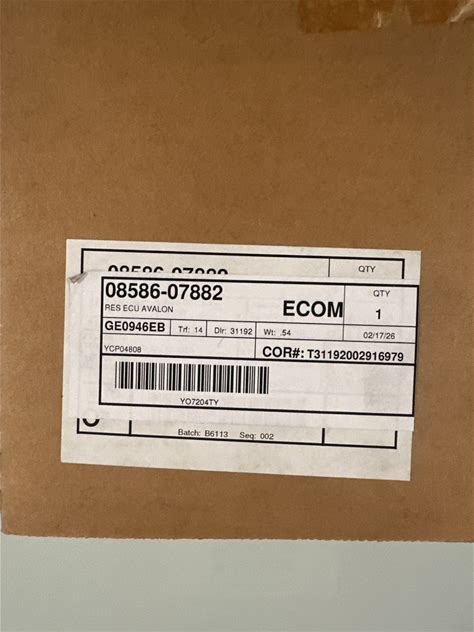 QTY
08586-07882
RES ECU AVALON
ECOM
QTY
1
GE0946EB Trf: 14 Dlr: 31192 Wt: .54 02/17/26
YCP04808 COR#: T31192002916979
YO7204TY
Batch: B6113 Seq: 002